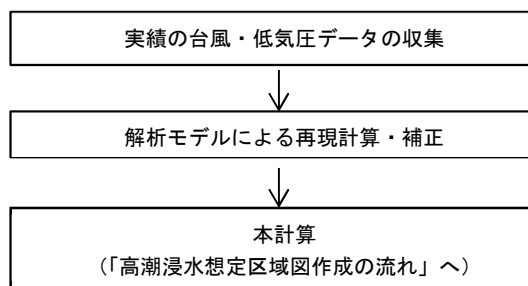 実績の台風・低気圧データの収集
解析モデルによる再現計算・補正
本計算
(「高潮浸水想定区域図作成の流れ」へ)